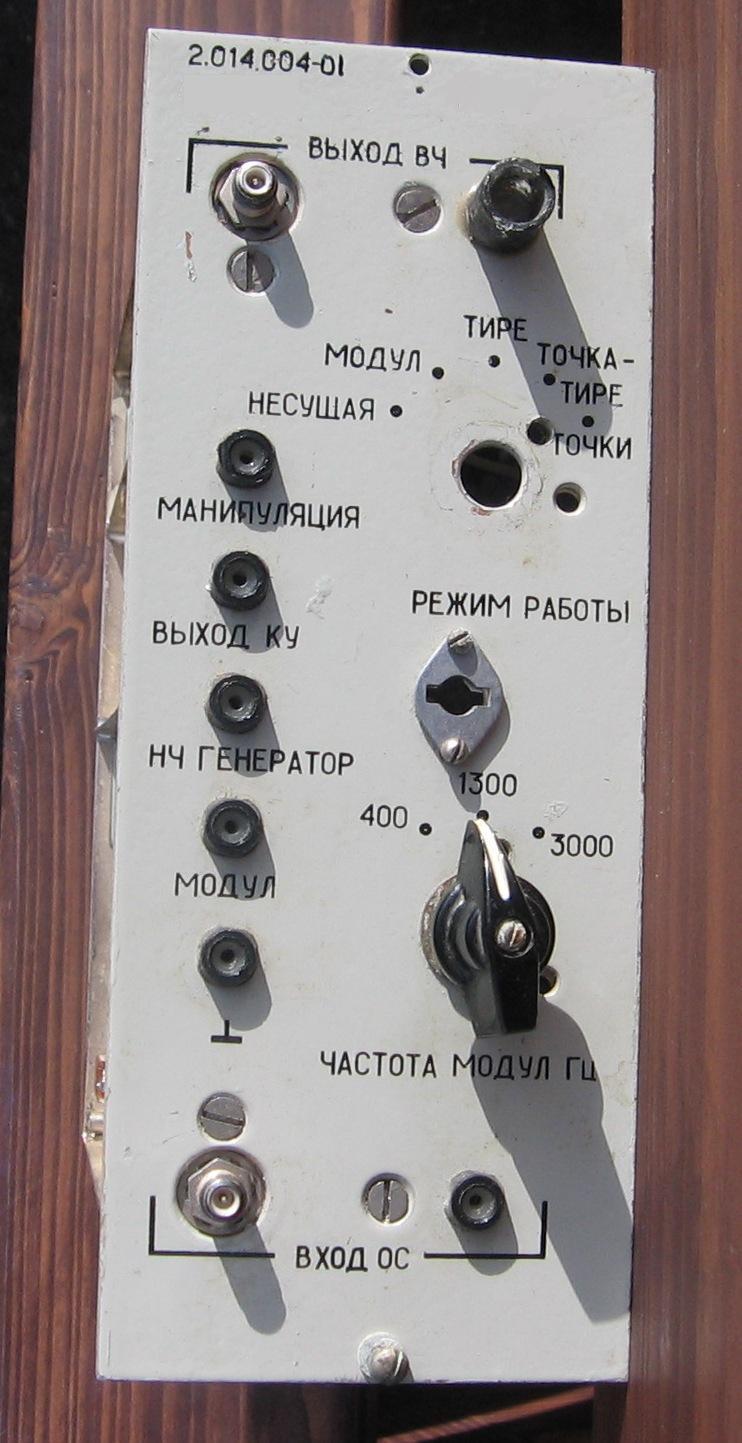 2.014.004-01
ВЫХОД ВЧ
ТИРЕ
МОДУЛ
ТОЧКА-
ТИРЕ
НЕСУЩАЯ
ТОЧКИ
МАНИПУЛЯЦИЯ
РЕЖИМ РАБОТЫ
ВЫХОД КУ
НЧ ГЕНЕРАТОР
1300
400
3000
МОДУЛ
ЧАСТОТА МОДУЛ ГЦ
ВХОД ОС